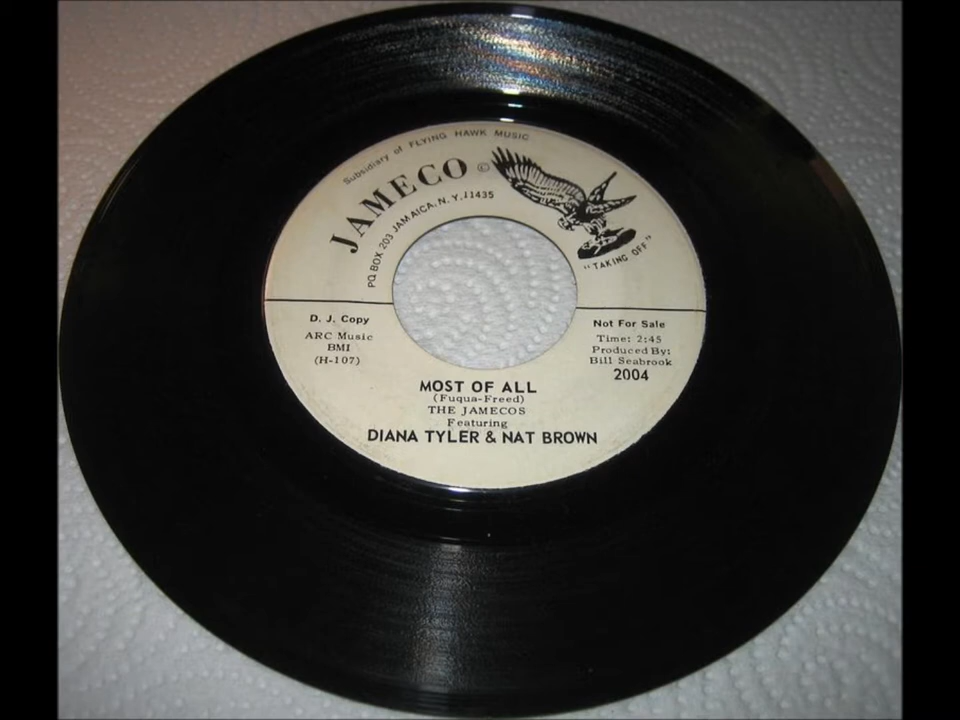 Subsidiary of FLYING HAWK MUSIC
JAMECO ©
PO BOX 203 JAMAICA, N.Y. 11435
"TAKING OFF"
D. J. Copy
ARC Music
BMI
(H-107)
Not For Sale
Time: 2:45
Produced By:
Bill Seabrook
2004
MOST OF ALL
(Fuqua-Freed)
THE JAMECOS
Featuring
DIANA TYLER & NAT BROWN